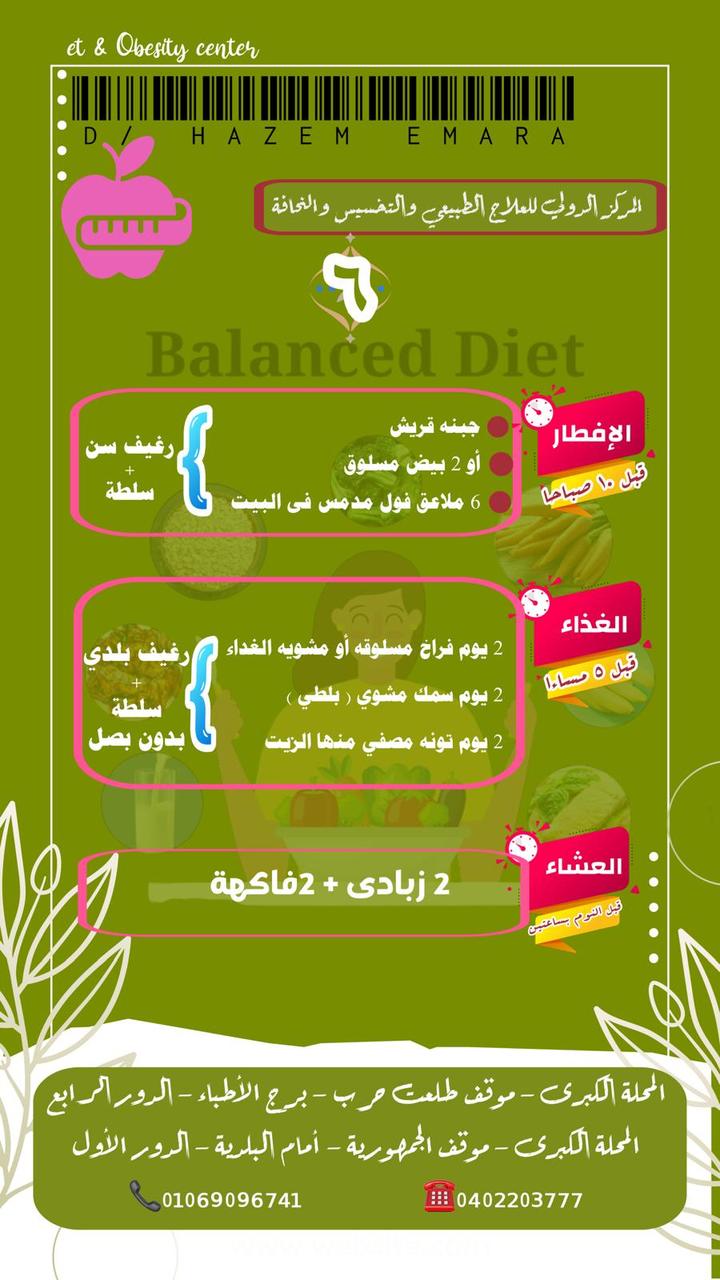 et & Obesity center
D/ HAZEM EMARA
المركز الدولي للعلاج الطبيعي والتخسيس والنحافة
٦
Balanced Diet
الإفطار
قبل ١٠ صباحا
جبنه قريش
أو 2 بيض مسلوق
6 ملاعق فول مدمس فى البيت
رغيف سن
+
سلطة
الغذاء
قبل ٥ مساءا
2 يوم فراخ مسلوقه أو مشويه الغداء
2 يوم سمك مشوي ( بلطي )
2 يوم تونه مصفي منها الزيت
رغيف بلدي
+
سلطة
بدون بصل
العشاء
قبل النوم بساعتين
2 زبادى + 2فاكهة
المحلة الكبرى – موقف طلعت حرب – برج الأطباء – الدور الرابع
المحلة الكبرى – موقف الجمهورية – أمام البلدية – الدور الأول
01069096741
0402203777